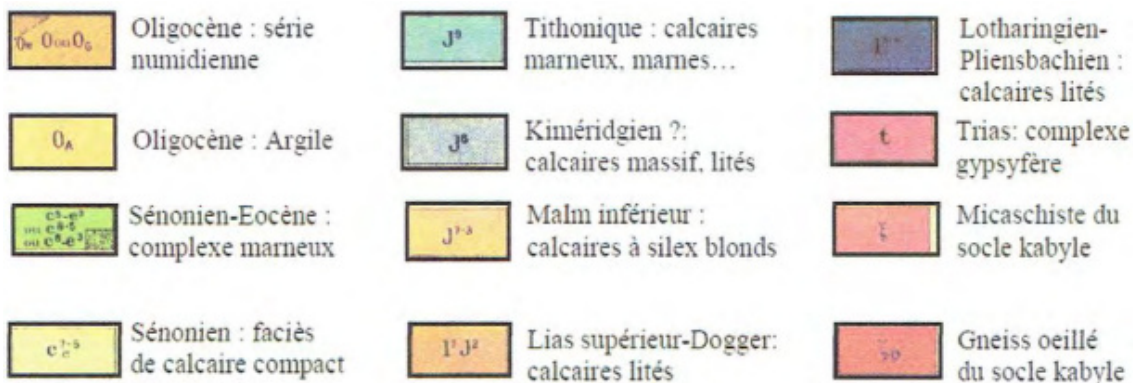 Oligocène : série
numidienne
Oligocène : Argile
O_A
Sénonien-Eocène :
complexe marneux
Sénonien : faciès
de calcaire compact
J⁹
Tithonique : calcaires
marneux, marnes…
J⁸
Kiméridgien ?:
calcaires massif, lités
Malm inférieur :
calcaires à silex blonds
l⁷J²
Lias supérieur-Dogger:
calcaires lités
Lotharingien-
Pliensbachien :
calcaires lités
t
Trias: complexe
gypsyfère
Micaschiste du
socle kabyle
Gneiss oeillé
du socle kabyle